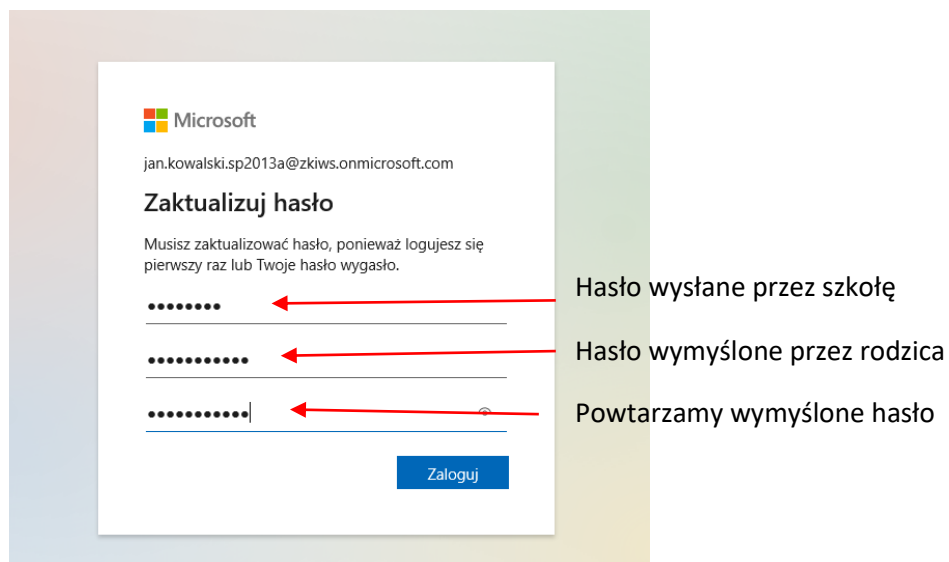 Microsoft
jan.kowalski.sp2013a@zkiws.onmicrosoft.com
Zaktualizuj hasło
Musisz zaktualizować hasło, ponieważ logujesz się
pierwszy raz lub Twoje hasło wygasło.
••••••••
Hasło wysłane przez szkołę
•••••••••••
Hasło wymyślone przez rodzica
•••••••••••
Powtarzamy wymyślone hasło
Zaloguj